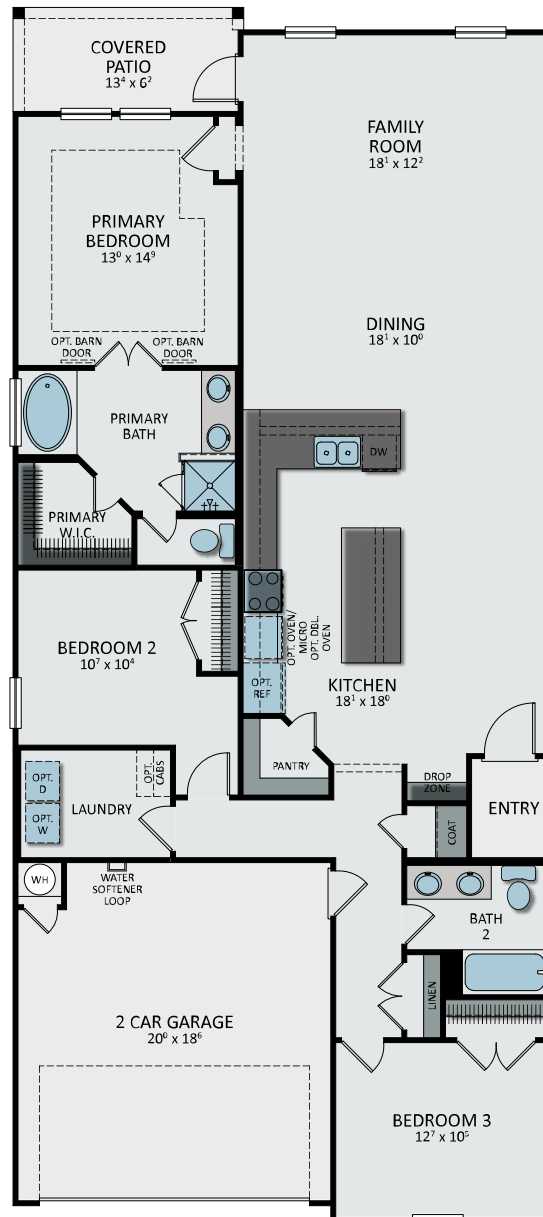 COVERED
PATIO
13⁴ x 6²
FAMILY
ROOM
18¹ x 12²
PRIMARY
BEDROOM
13⁰ x 14⁹
DINING
18¹ x 10⁰
OPT. BARN
DOOR
OPT. BARN
DOOR
PRIMARY
BATH
DW
PRIMARY
W.I.C.
BEDROOM 2
10⁷ x 10⁴
OPT. OVEN/
MICRO
OPT. DBL.
OVEN
OPT.
REF
KITCHEN
18¹ x 18⁰
PANTRY
OPT.
D
OPT.
W
LAUNDRY
OPT.
CABS
DROP
ZONE
ENTRY
COAT
WH
WATER
SOFTENER
LOOP
BATH
2
LINEN
2 CAR GARAGE
20⁰ x 18⁶
BEDROOM 3
12⁷ x 10⁵